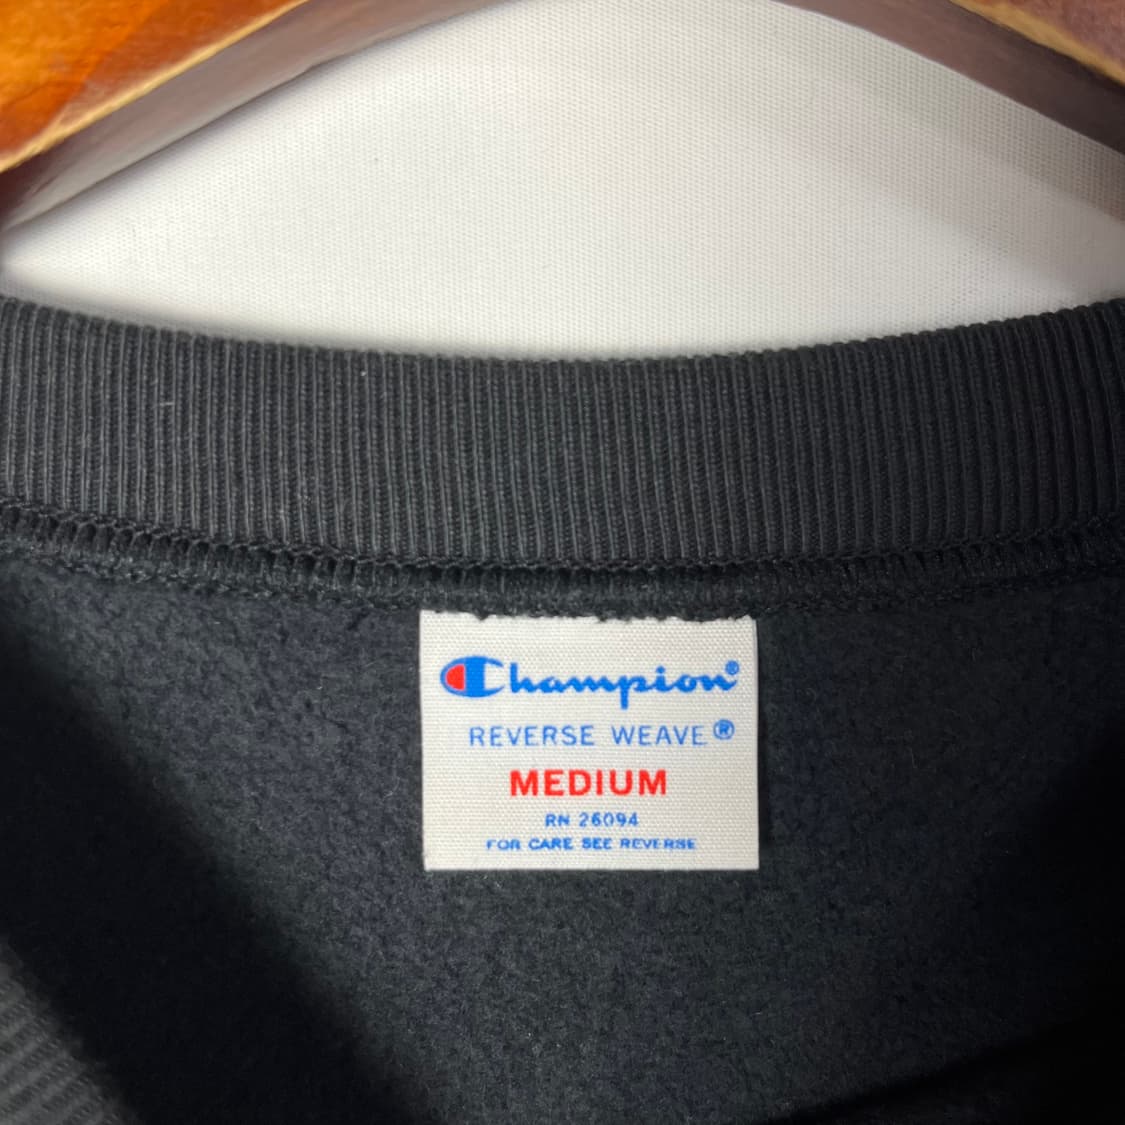 Champion®
REVERSE WEAVE®
MEDIUM
RN 26094
FOR CARE SEE REVERSE